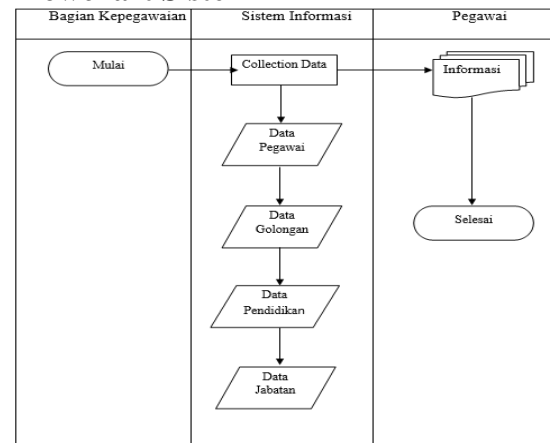 Bagian Kepegawaian
Sistem Informasi
Pegawai
Mulai
Collection Data
Informasi
Data
Pegawai
Data
Golongan
Selesai
Data
Pendidikan
Data
Jabatan